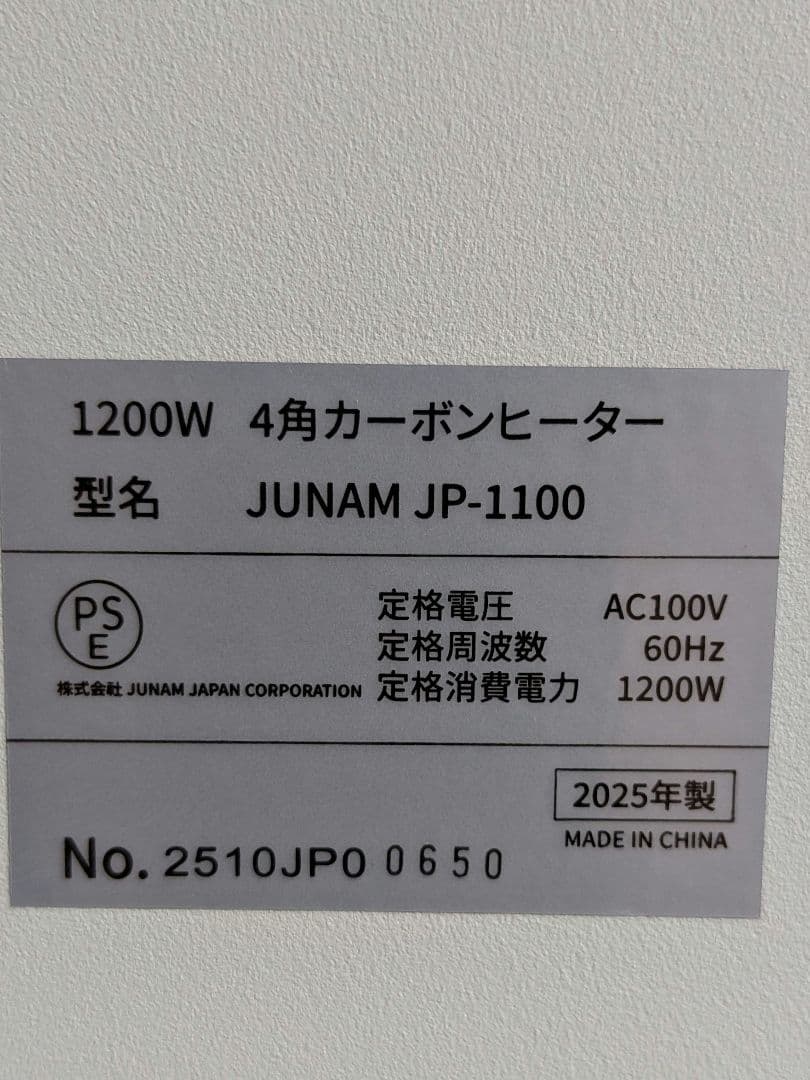 1200W 4角カーボンヒーター
型名 JUNAM JP-1100
PS
E
株式会社 JUNAM JAPAN CORPORATION
定格電圧 AC100V
定格周波数 60Hz
定格消費電力 1200W
2025年製
MADE IN CHINA
No. 2510JP0 0650